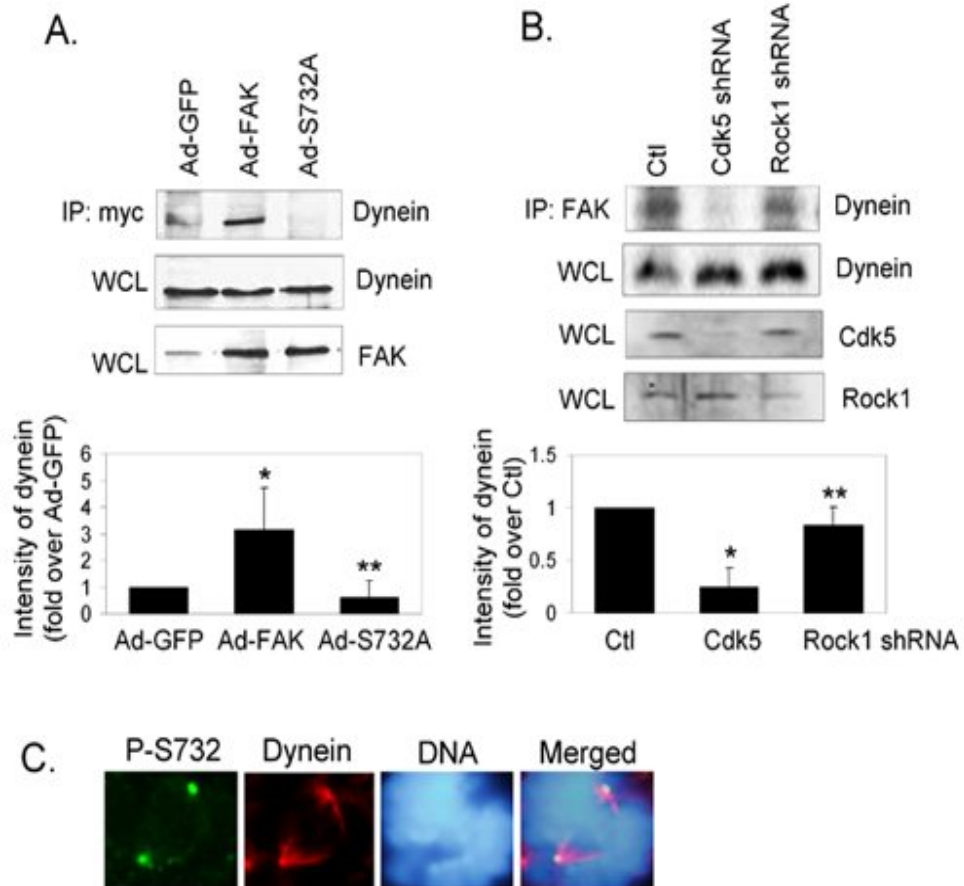 A.
Ad-GFP
Ad-FAK
Ad-S732A
IP: myc
Dynein
WCL
Dynein
WCL
FAK
Intensity of dynein
(fold over Ad-GFP)
6
5
4
3
2
1
0
*
**
Ad-GFP Ad-FAK Ad-S732A
B.
Ctl
Cdk5 shRNA
Rock1 shRNA
IP: FAK
Dynein
WCL
Dynein
WCL
Cdk5
WCL
Rock1
Intensity of dynein
(fold over Ctl)
1.5
1
0.5
0
*
**
Ctl Cdk5 Rock1 shRNA
C.
P-S732 Dynein DNA Merged